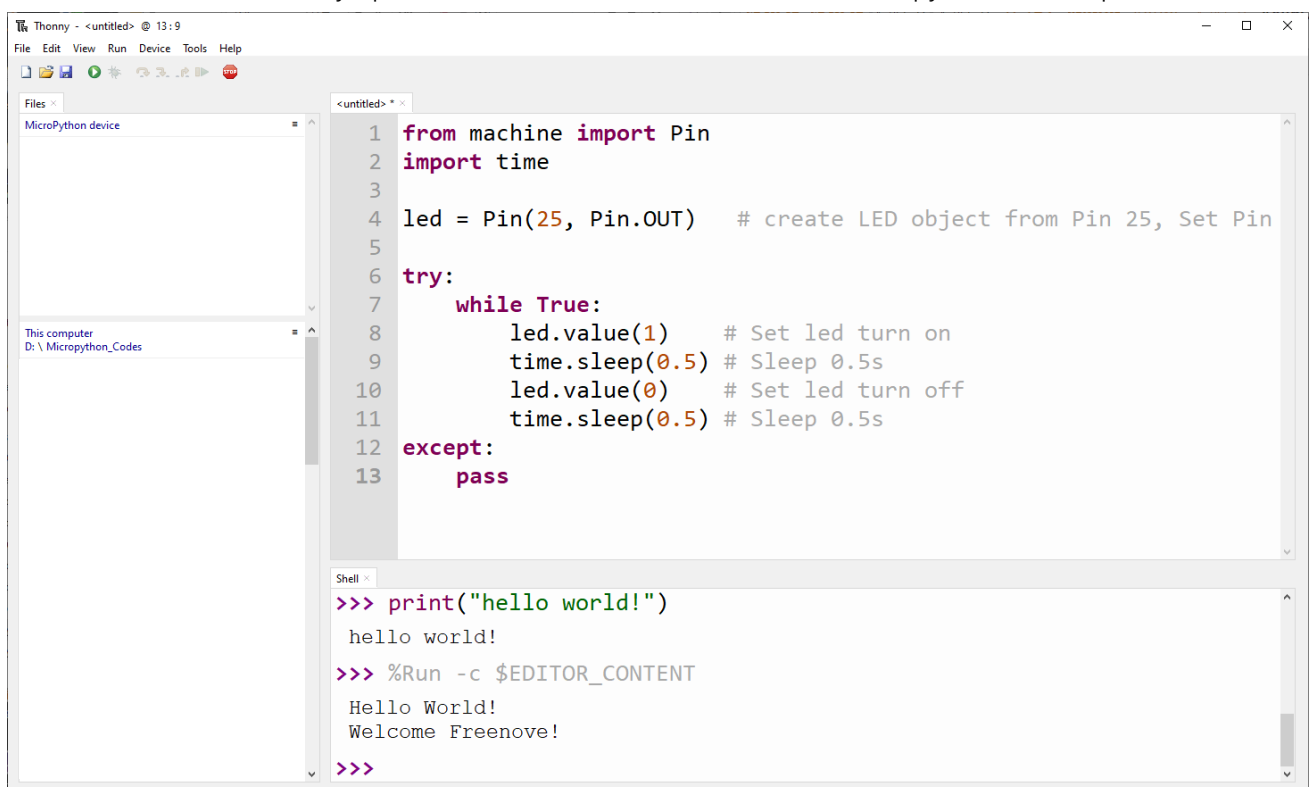 Thonny - <untitled> @ 13:9
File Edit View Run Device Tools Help
STOP
Files
MicroPython device
This computer
D: \ Micropython_Codes
<untitled> *
1 from machine import Pin
2 import time
3
4 led = Pin(25, Pin.OUT)   # create LED object from Pin 25, Set Pin
5
6 try:
7     while True:
8         led.value(1)    # Set led turn on
9         time.sleep(0.5) # Sleep 0.5s
10         led.value(0)    # Set led turn off
11         time.sleep(0.5) # Sleep 0.5s
12 except:
13     pass
Shell
>>> print("hello world!")
hello world!
>>> %Run -c $EDITOR_CONTENT
Hello World!
Welcome Freenove!
>>>